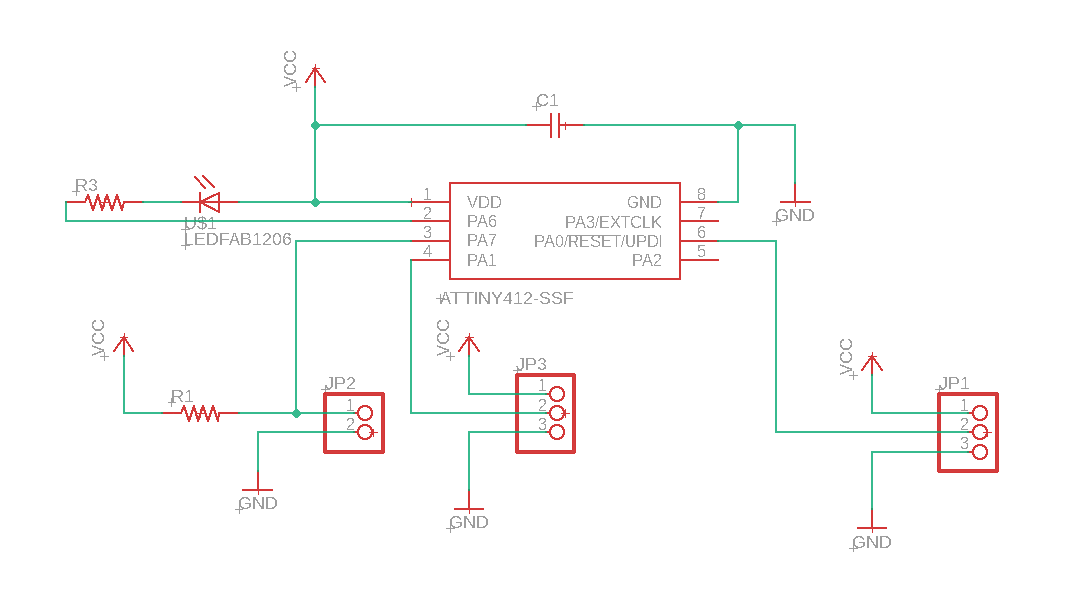 VCC
C1
R3
U$1
LEDFAB1206
1
2
3
4
VDD
PA6
PA7
PA1
GND
PA3/EXTCLK
PA0/RESET/UPDI
PA2
8
7
6
5
GND
ATTINY412-SSF
VCC
R1
JP2
1
2
GND
VCC
JP3
1
2
3
GND
VCC
JP1
1
2
3
GND